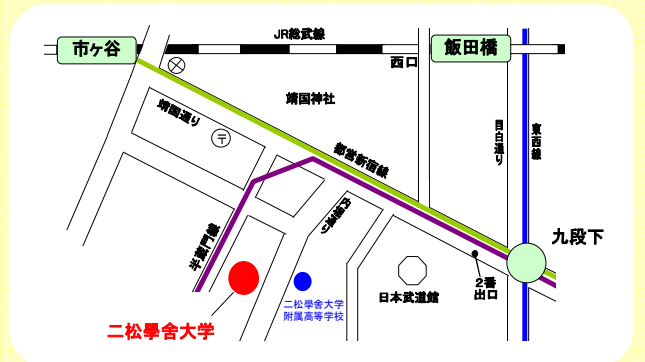 JR総武線
市ヶ谷
飯田橋
西口
靖国神社
靖国通り
〒
都営新宿線
目白通り
東西線
内堀通り
半蔵門線
九段下
2番
出口
日本武道館
二松學舎大学
附属高等学校
二松學舎大学